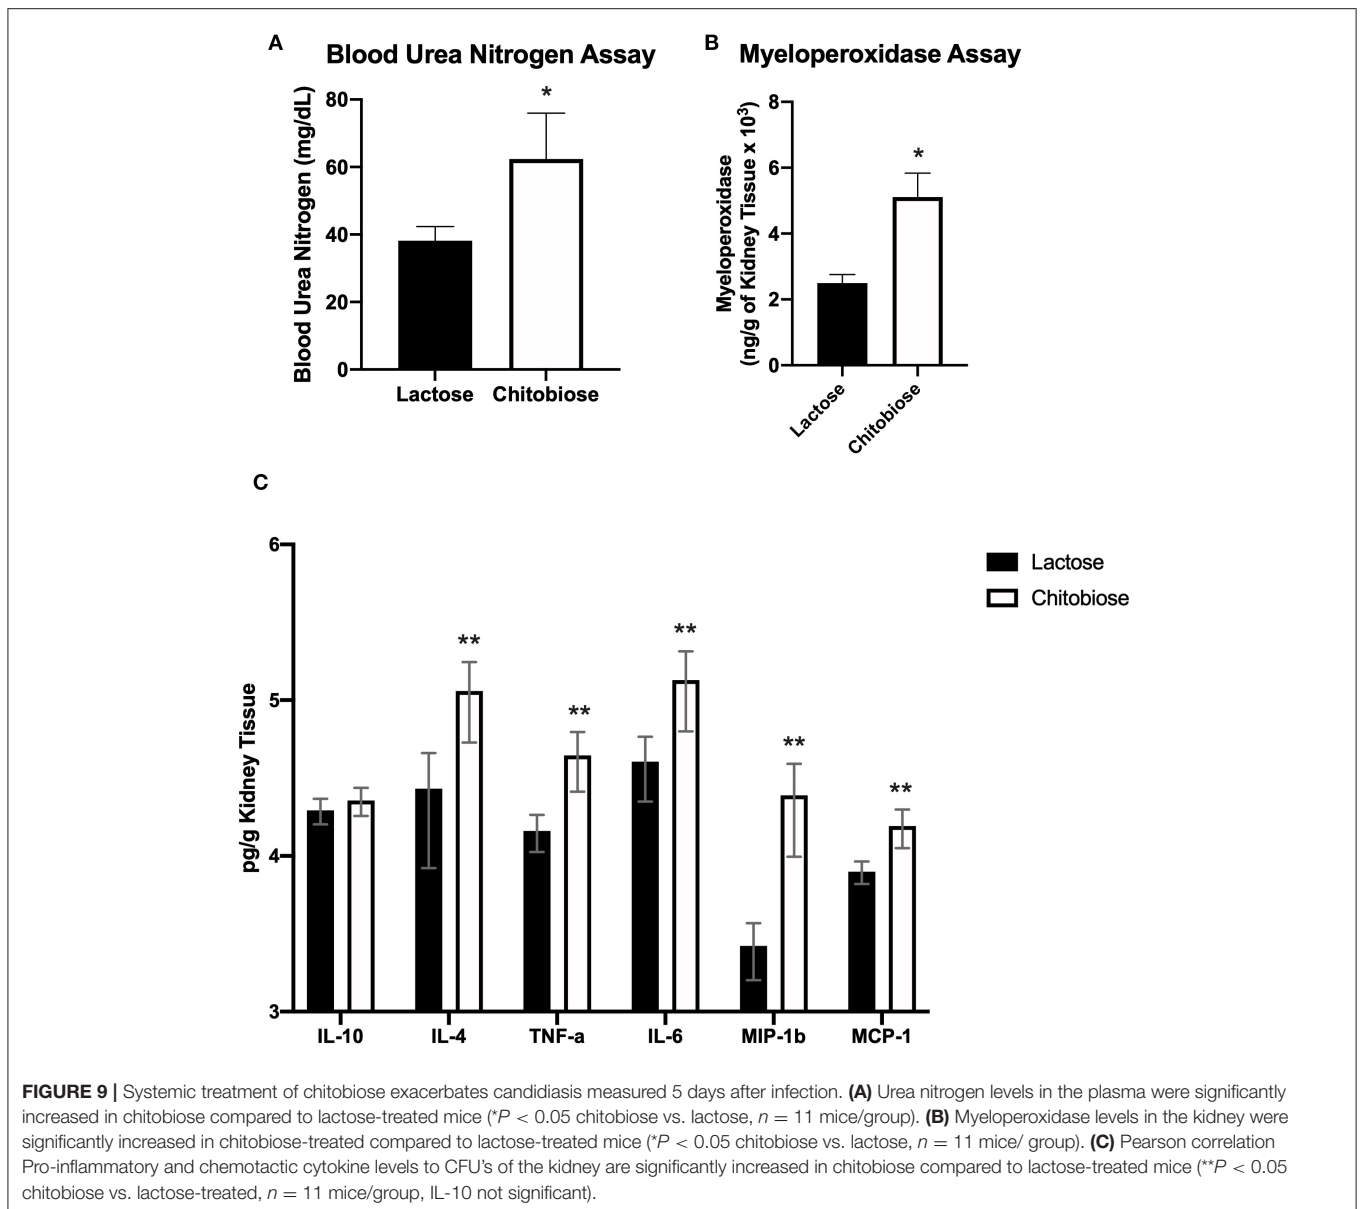 A
Blood Urea Nitrogen Assay
Blood Urea Nitrogen (mg/dL)
80
60
40
20
0
*
Lactose
Chitobiose
B
Myeloperoxidase Assay
Myeloperoxidase
(ng/g of Kidney Tissue x 10³)
8
6
4
2
0
*
Lactose
Chitobiose
C
pg/g Kidney Tissue
6
5
4
3
**
**
**
**
**
IL-10
IL-4
TNF-a
IL-6
MIP-1b
MCP-1
Lactose
Chitobiose
FIGURE 9 | Systemic treatment of chitobiose exacerbates candidiasis measured 5 days after infection. (A) Urea nitrogen levels in the plasma were significantly
increased in chitobiose compared to lactose-treated mice (*P < 0.05 chitobiose vs. lactose, n = 11 mice/group). (B) Myeloperoxidase levels in the kidney were
significantly increased in chitobiose-treated compared to lactose-treated mice (*P < 0.05 chitobiose vs. lactose, n = 11 mice/ group). (C) Pearson correlation
Pro-inflammatory and chemotactic cytokine levels to CFU's of the kidney are significantly increased in chitobiose compared to lactose-treated mice (**P < 0.05
chitobiose vs. lactose-treated, n = 11 mice/group, IL-10 not significant).